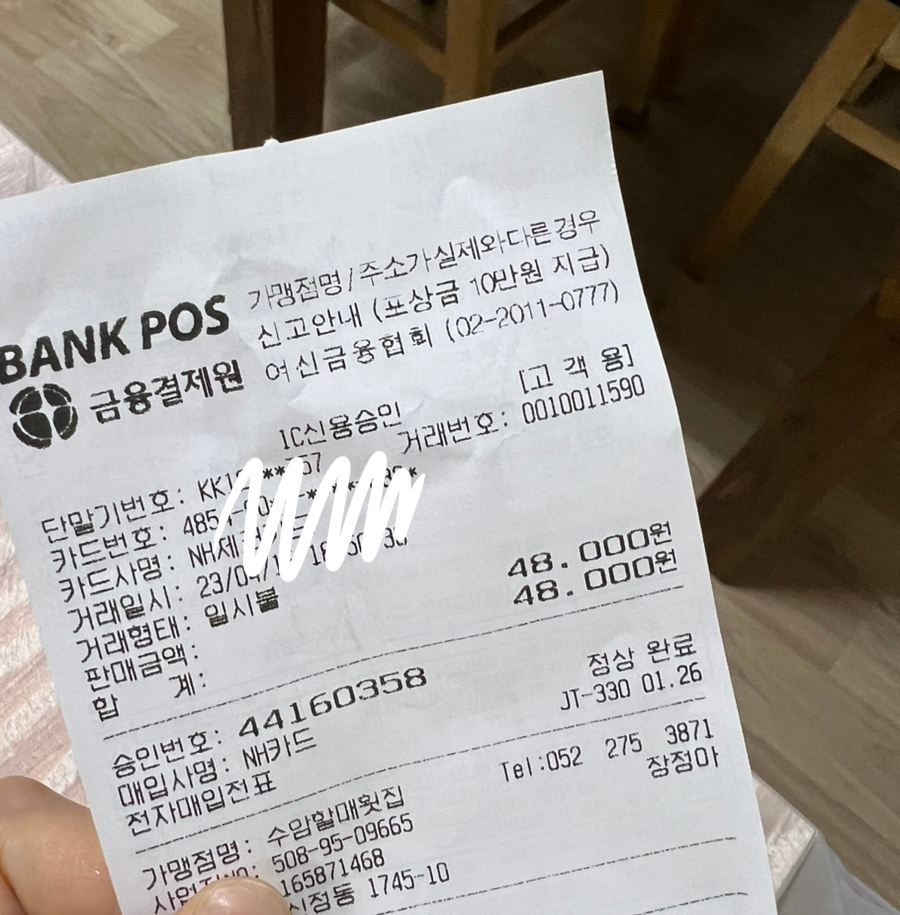 BANK POS
금융결제원
가맹점명/주소가실제와다른경우
신고안내 (포상금 10만원 지급)
여신금융협회 (02-2011-0777)
[고 객 용]
IC신용승인
거래번호: 0010011590
단말기번호:
카드번호:
카드사명:
거래일시:
거래형태: 일시불
판매금액: 48.000원
합 계: 48.000원
승인번호: 44160358
정상 완료
매입사명: NH카드
JT-330 01.26
전자매입전표
Tel:052 275 3871
가맹점명: 수암할매횟집
장정아
508-95-09665
165871468
1745-10